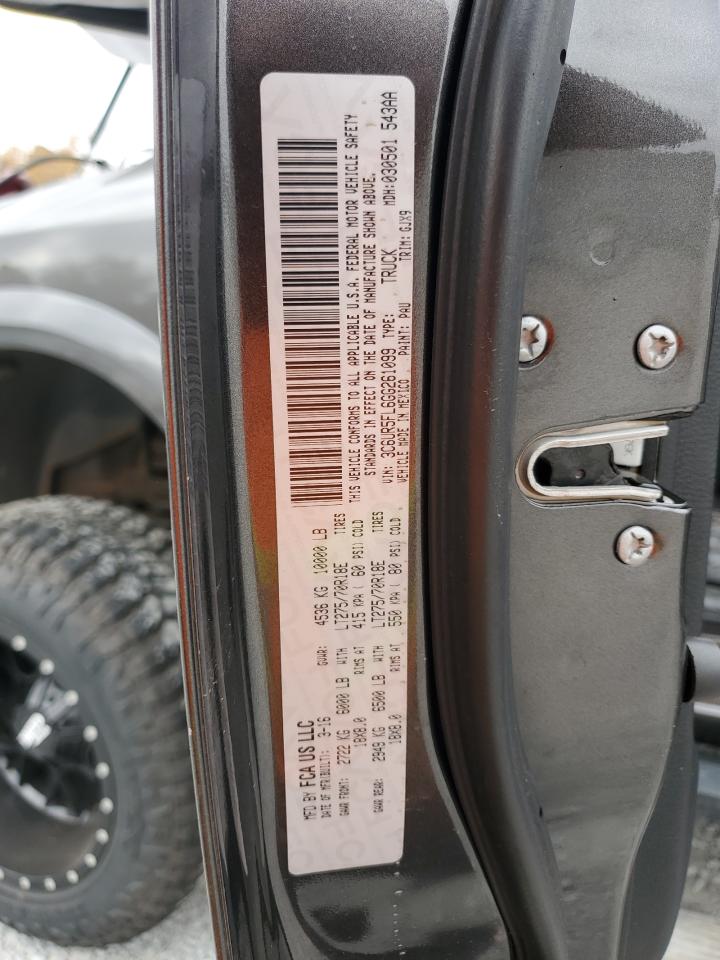 MFD BY FCA US LLC
DATE OF MFR(BUILT): 3-16 GVWR: 4536 KG 10000 LB
GAWR FRONT: 2722 KG 6000 LB WITH LT275/70R18E TIRES
18X8.0 RIMS AT 415 KPA ( 60 PSI) COLD
GAWR REAR: 2949 KG 6500 LB WITH LT275/70R18E TIRES
18X8.0 RIMS AT 550 KPA ( 80 PSI) COLD
THIS VEHICLE CONFORMS TO ALL APPLICABLE U.S.A. FEDERAL MOTOR VEHICLE SAFETY
STANDARDS IN EFFECT ON THE DATE OF MANUFACTURE SHOWN ABOVE.
VIN: 3C6UR5FL6GG261099 TYPE: TRUCK MDH:030501 543AA
VEHICLE MADE IN MEXICO PAINT: PAU TRIM: GJX9